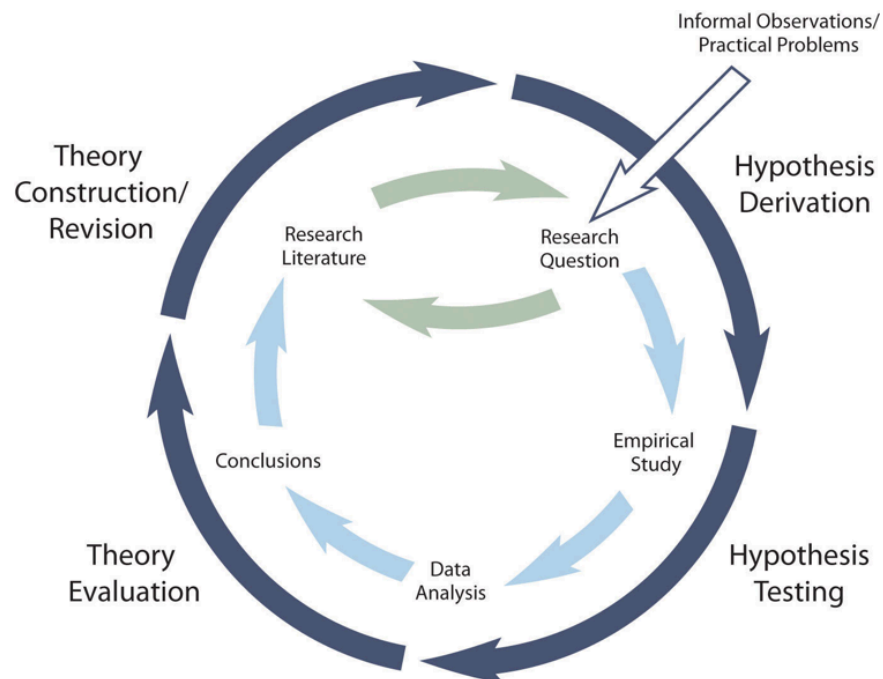 Informal Observations/
Practical Problems
Theory
Construction/
Revision
Hypothesis
Derivation
Research
Literature
Research
Question
Conclusions
Empirical
Study
Theory
Evaluation
Data
Analysis
Hypothesis
Testing